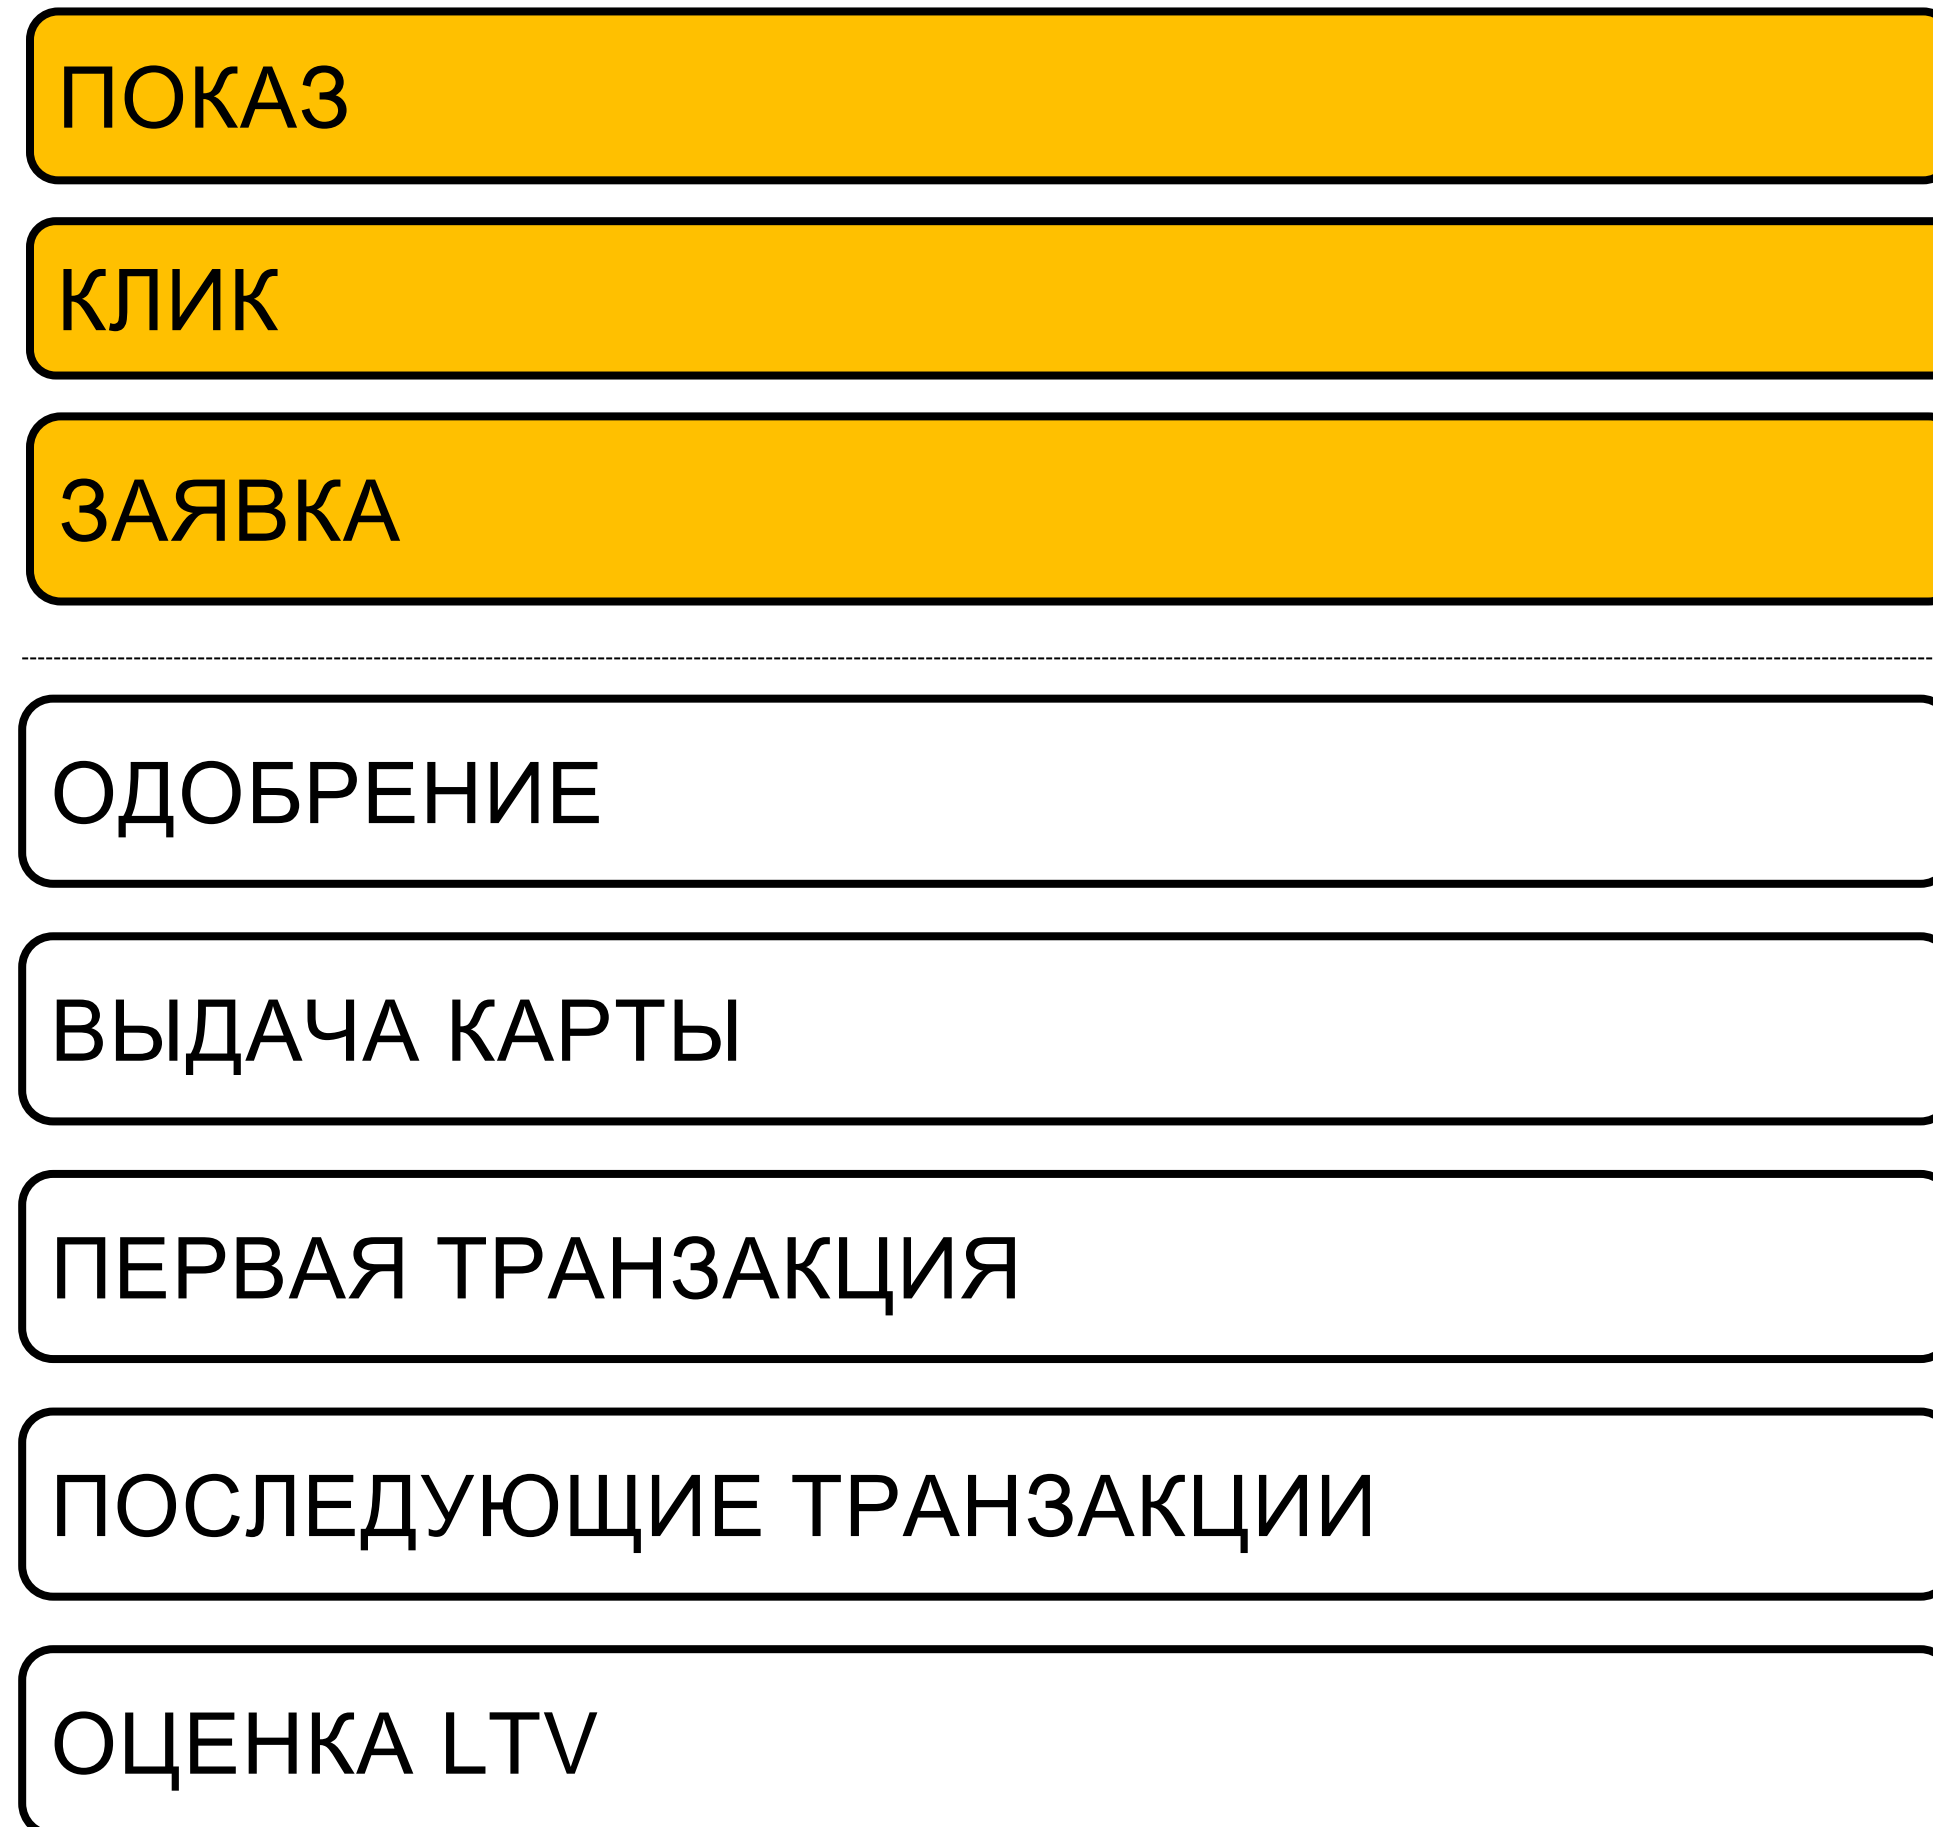 ПОКАЗ
КЛИК
ЗАЯВКА
ОДОБРЕНИЕ
ВЫДАЧА КАРТЫ
ПЕРВАЯ ТРАНЗАКЦИЯ
ПОСЛЕДУЮЩИЕ ТРАНЗАКЦИИ
ОЦЕНКА LTV